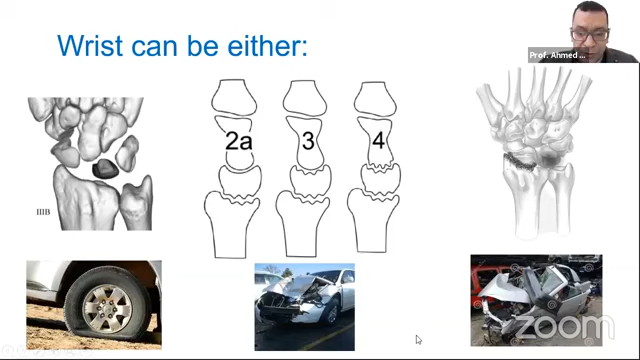 Wrist can be either:
Prof. Ahmed ...
2a
3
4
IIIB
zoom